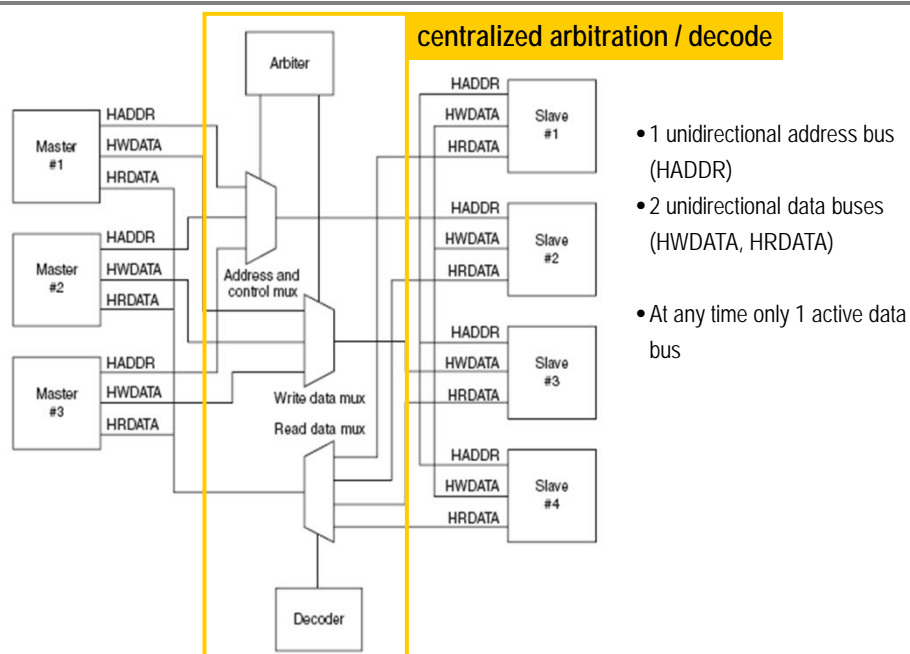 centralized arbitration / decode
Arbiter
Master
#1
HADDR
HWDATA
HRDATA
Master
#2
HADDR
HWDATA
HRDATA
Master
#3
HADDR
HWDATA
HRDATA
Address and
control mux
Write data mux
Read data mux
Decoder
HADDR
HWDATA
HRDATA
Slave
#1
HADDR
HWDATA
HRDATA
Slave
#2
HADDR
HWDATA
HRDATA
Slave
#3
HADDR
HWDATA
HRDATA
Slave
#4
• 1 unidirectional address bus
(HADDR)
• 2 unidirectional data buses
(HWDATA, HRDATA)
• At any time only 1 active data
bus